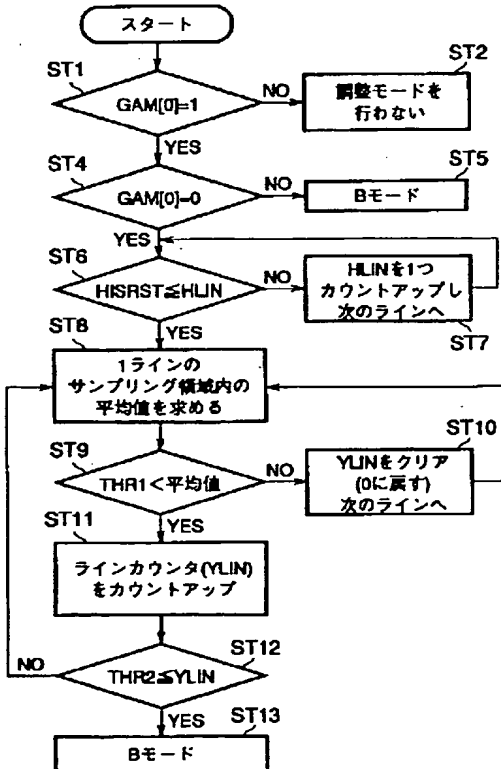 スタート
ST1
GAM[0]=1
NO
ST2
調整モードを
行わない
YES
ST4
GAM[0]=0
NO
ST5
Bモード
YES
ST6
HISRST≦HLIN
NO
HLINを1つ
カウントアップし
次のラインへ
ST7
YES
ST8
1ラインの
サンプリング領域内の
平均値を求める
ST9
THR1<平均値
NO
ST10
YLINをクリア
(0に戻す)
次のラインへ
YES
ST11
ラインカウンタ(YLIN)
をカウントアップ
ST12
THR2≦YLIN
NO
YES
ST13
Bモード